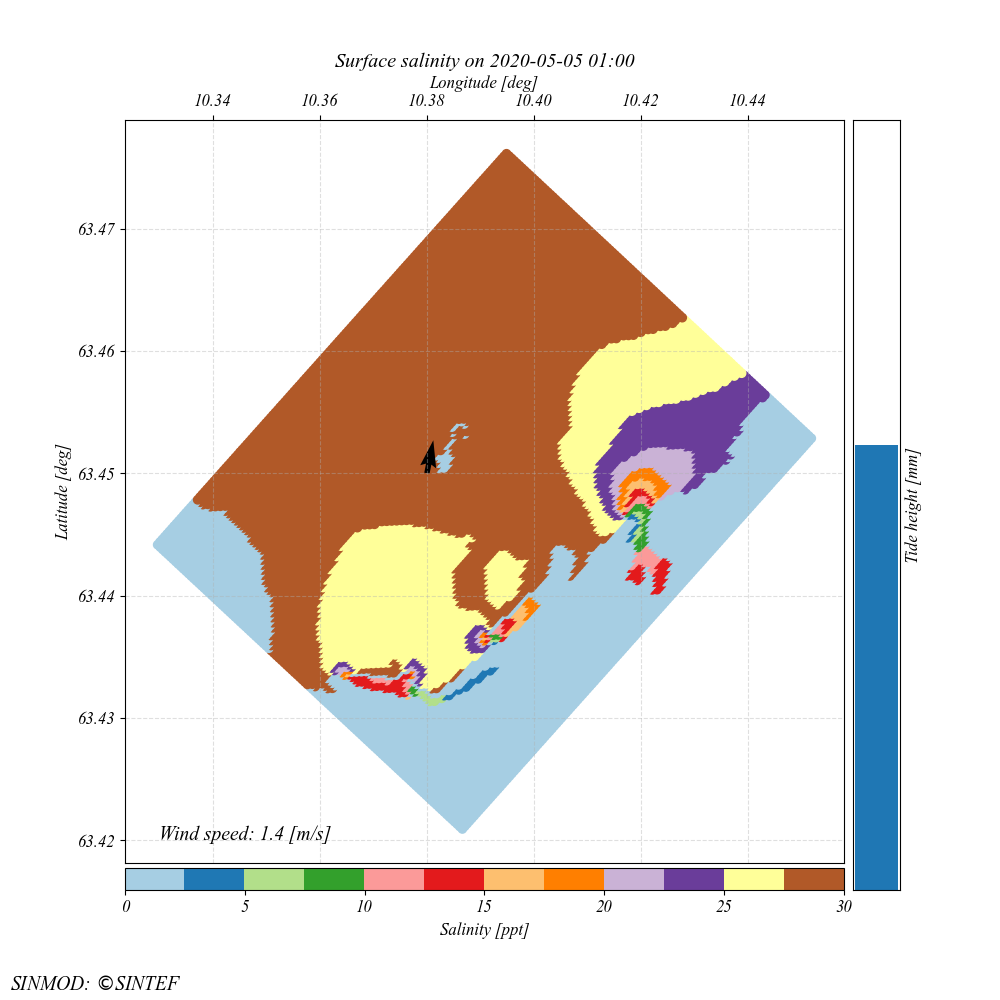 Surface salinity on 2020-05-05 01:00
Longitude [deg]
10.34 10.36 10.38 10.40 10.42 10.44
63.47
63.46
63.45
63.44
63.43
63.42
Latitude [deg]
Tide height [mm]
Wind speed: 1.4 [m/s]
0 5 10 15 20 25 30
Salinity [ppt]
SINMOD: ©SINTEF